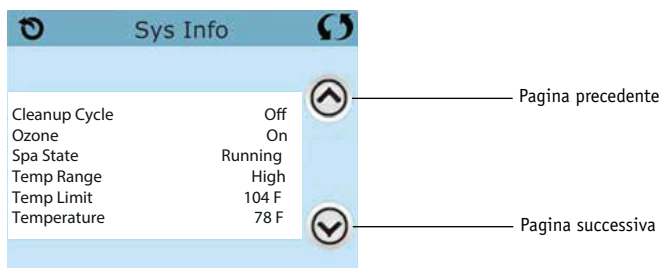 Sys Info
Pagina precedente
Cleanup Cycle Off
Ozone On
Spa State Running
Temp Range High
Temp Limit 104 F
Temperature 78 F
Pagina successiva